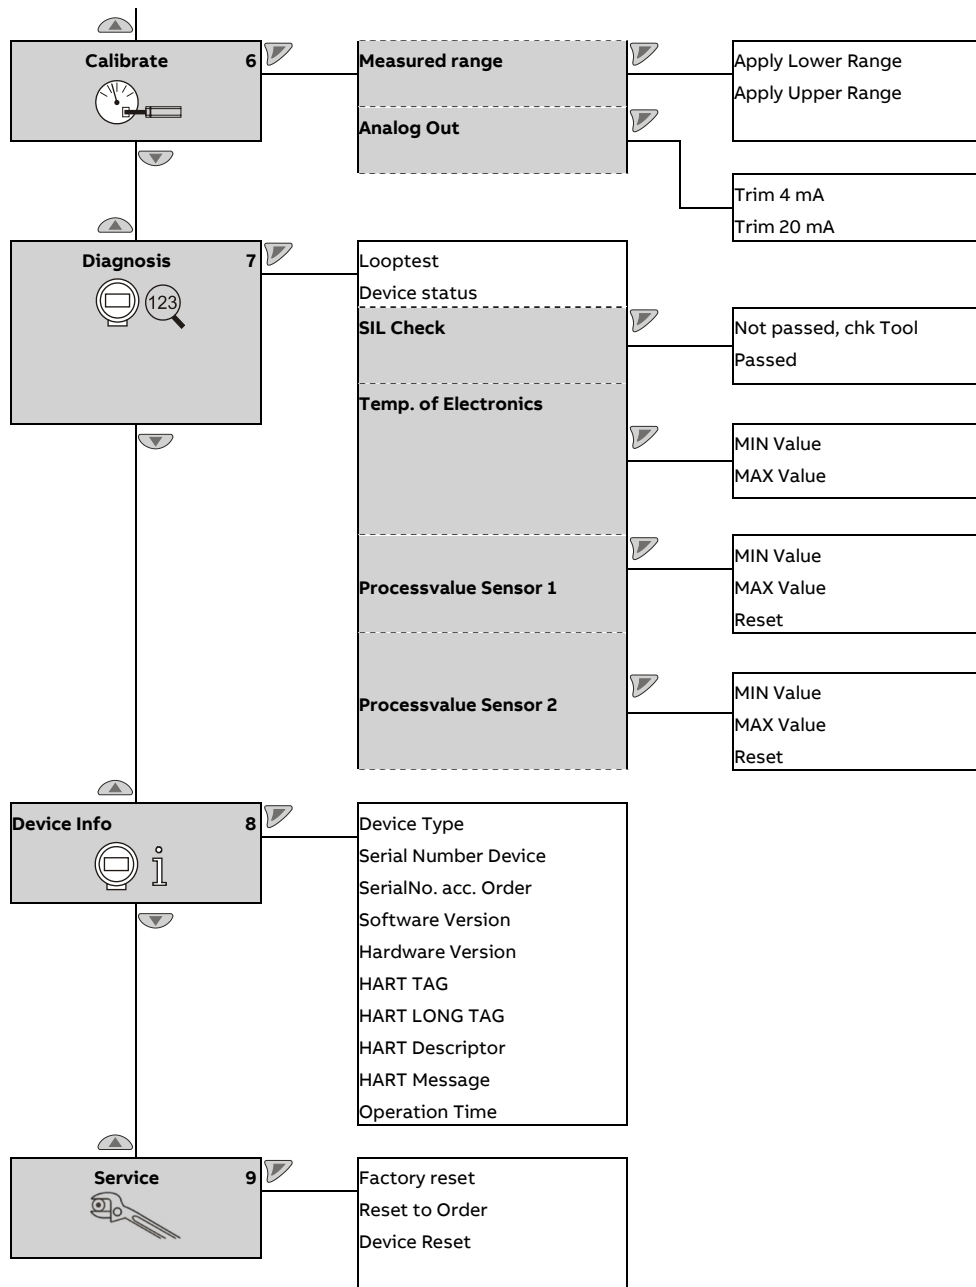 Calibrate 6
Measured range
Apply Lower Range
Apply Upper Range
Analog Out
Trim 4 mA
Trim 20 mA
Diagnosis 7
123
Looptest
Device status
SIL Check
Not passed, chk Tool
Passed
Temp. of Electronics
MIN Value
MAX Value
Processvalue Sensor 1
MIN Value
MAX Value
Reset
Processvalue Sensor 2
MIN Value
MAX Value
Reset
Device Info 8
i
Device Type
Serial Number Device
SerialNo. acc. Order
Software Version
Hardware Version
HART TAG
HART LONG TAG
HART Descriptor
HART Message
Operation Time
Service 9
Factory reset
Reset to Order
Device Reset